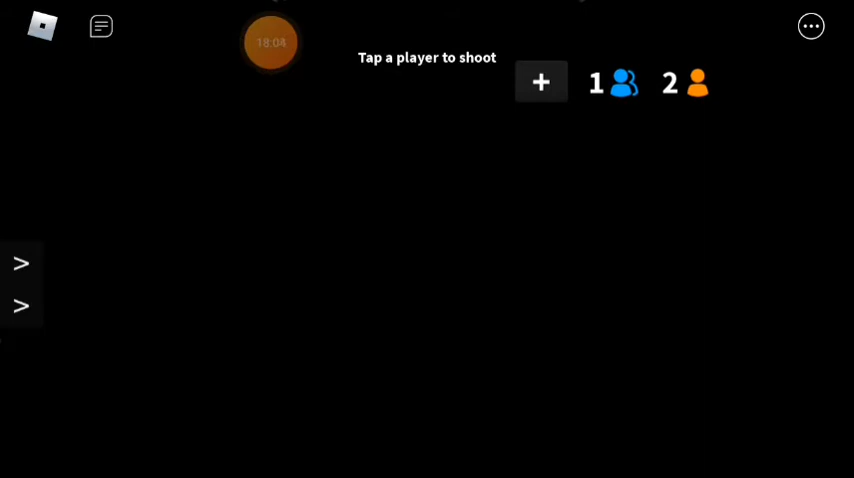 18:04
Tap a player to shoot
+ 1 2
>
>